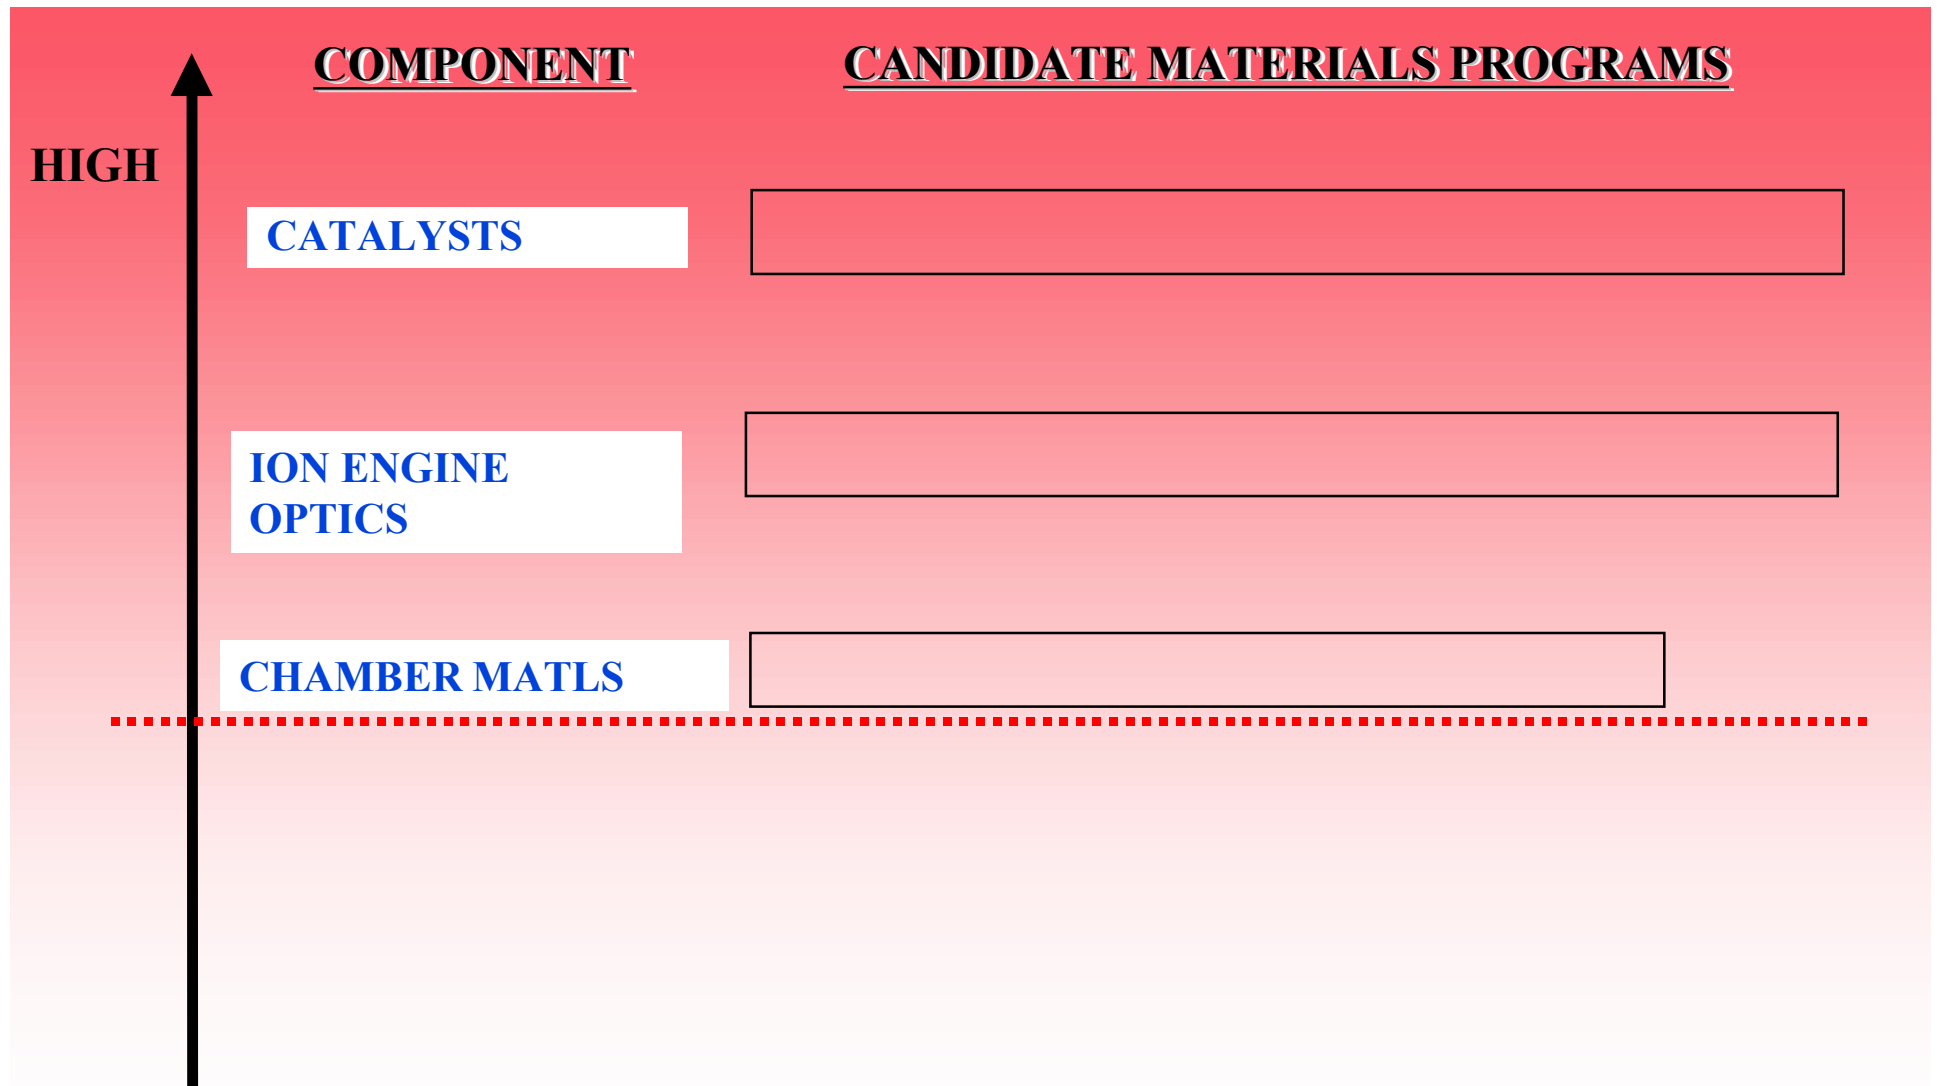 COMPONENT
CANDIDATE MATERIALS PROGRAMS
HIGH
CATALYSTS
ION ENGINE
OPTICS
CHAMBER MATLS